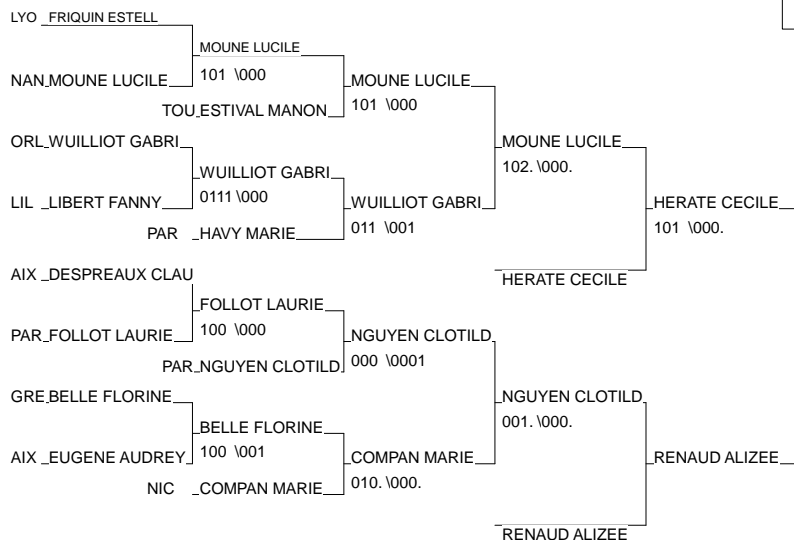 LYO FRIQUIN ESTELL
MOUNE LUCILE
NAN MOUNE LUCILE 101 \000 MOUNE LUCILE
TOU ESTIVAL MANON 101 \000
ORL WUILLIOT GABRI MOUNE LUCILE
WUILLIOT GABRI 102. \000.
LIL LIBERT FANNY 0111 \000 WUILLIOT GABRI HERATE CECILE
PAR HAVY MARIE 011 \001 101 \000.
AIX DESPREAUX CLAU HERATE CECILE
FOLLOT LAURIE
PAR FOLLOT LAURIE 100 \000 NGUYEN CLOTILD
PAR NGUYEN CLOTILD 000 \0001
GRE BELLE FLORINE NGUYEN CLOTILD
BELLE FLORINE 001. \000.
AIX EUGENE AUDREY 100 \001 COMPAN MARIE RENAUD ALIZEE
NIC COMPAN MARIE 010. \000.
RENAUD ALIZEE